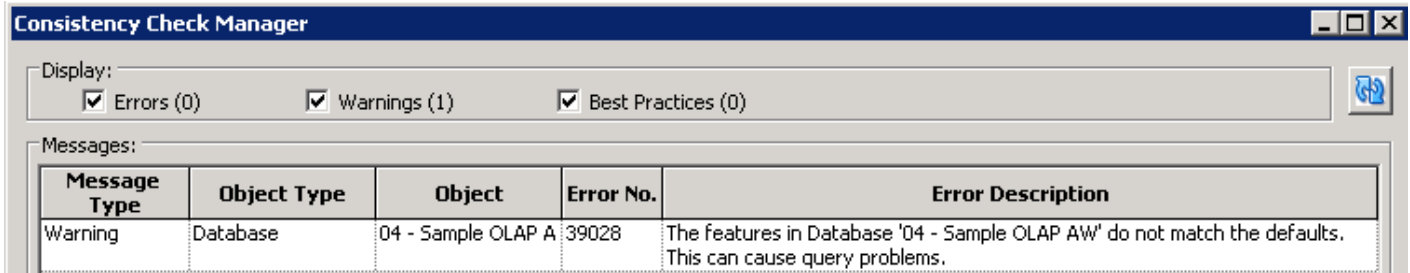 Consistency Check Manager
Display:
Errors (0) Warnings (1) Best Practices (0)
Messages:
Message Type Object Type Object Error No. Error Description
Warning Database 04 - Sample OLAP A 39028 The features in Database '04 - Sample OLAP AW' do not match the defaults.
This can cause query problems.